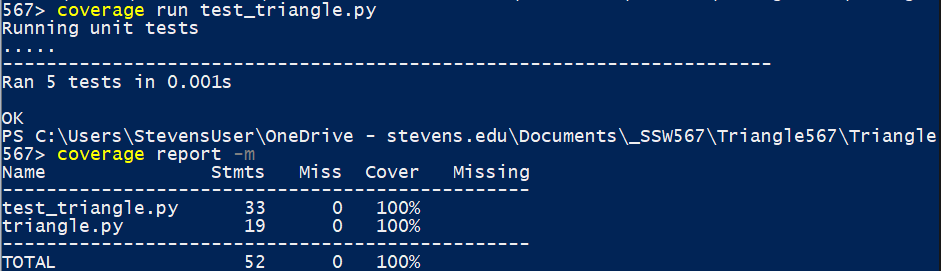 567> coverage run test_triangle.py
Running unit tests
.....
----------------------------------------------------------------------
Ran 5 tests in 0.001s
OK
PS C:\Users\StevensUser\OneDrive - stevens.edu\Documents\_SSW567\Triangle567\Triangle
567> coverage report -m
Name               Stmts   Miss  Cover   Missing
------------------------------------------------
test_triangle.py      33      0   100%
triangle.py           19      0   100%
------------------------------------------------
TOTAL                 52      0   100%